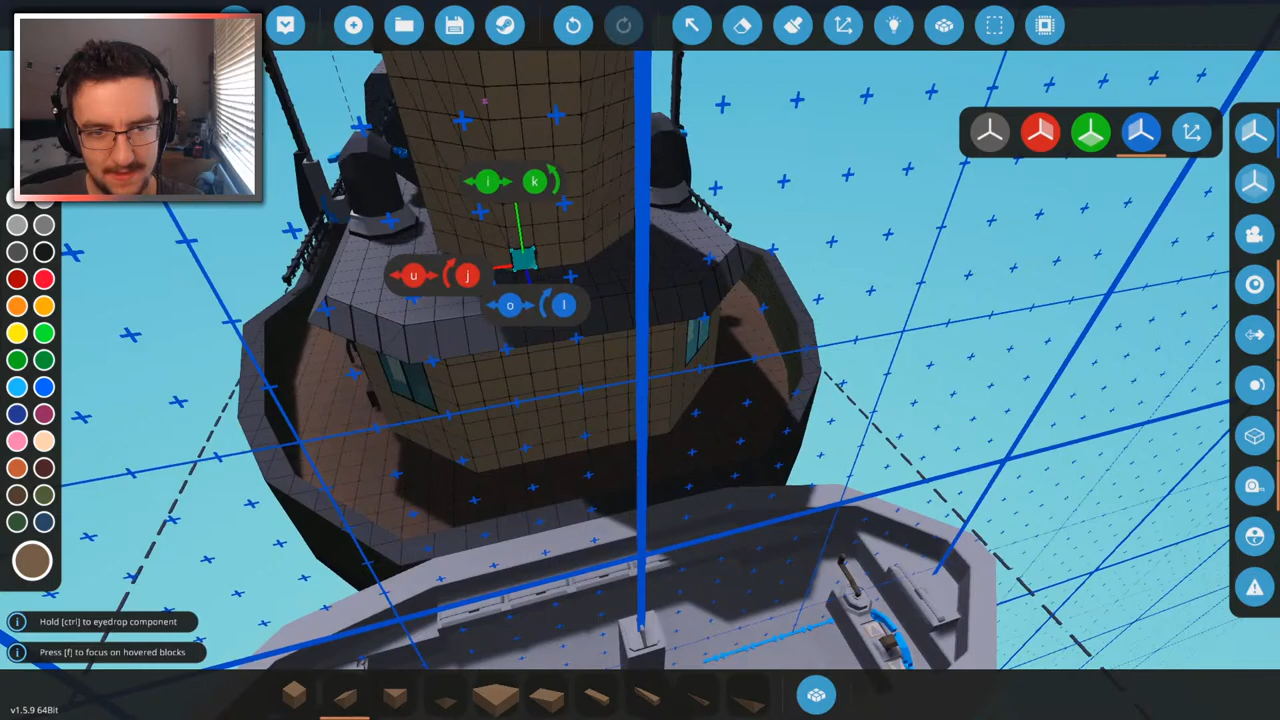 i k
u j
o l
Hold [ctrl] to eyedrop component
Press [f] to focus on hovered blocks
v1.5.9 64Bit